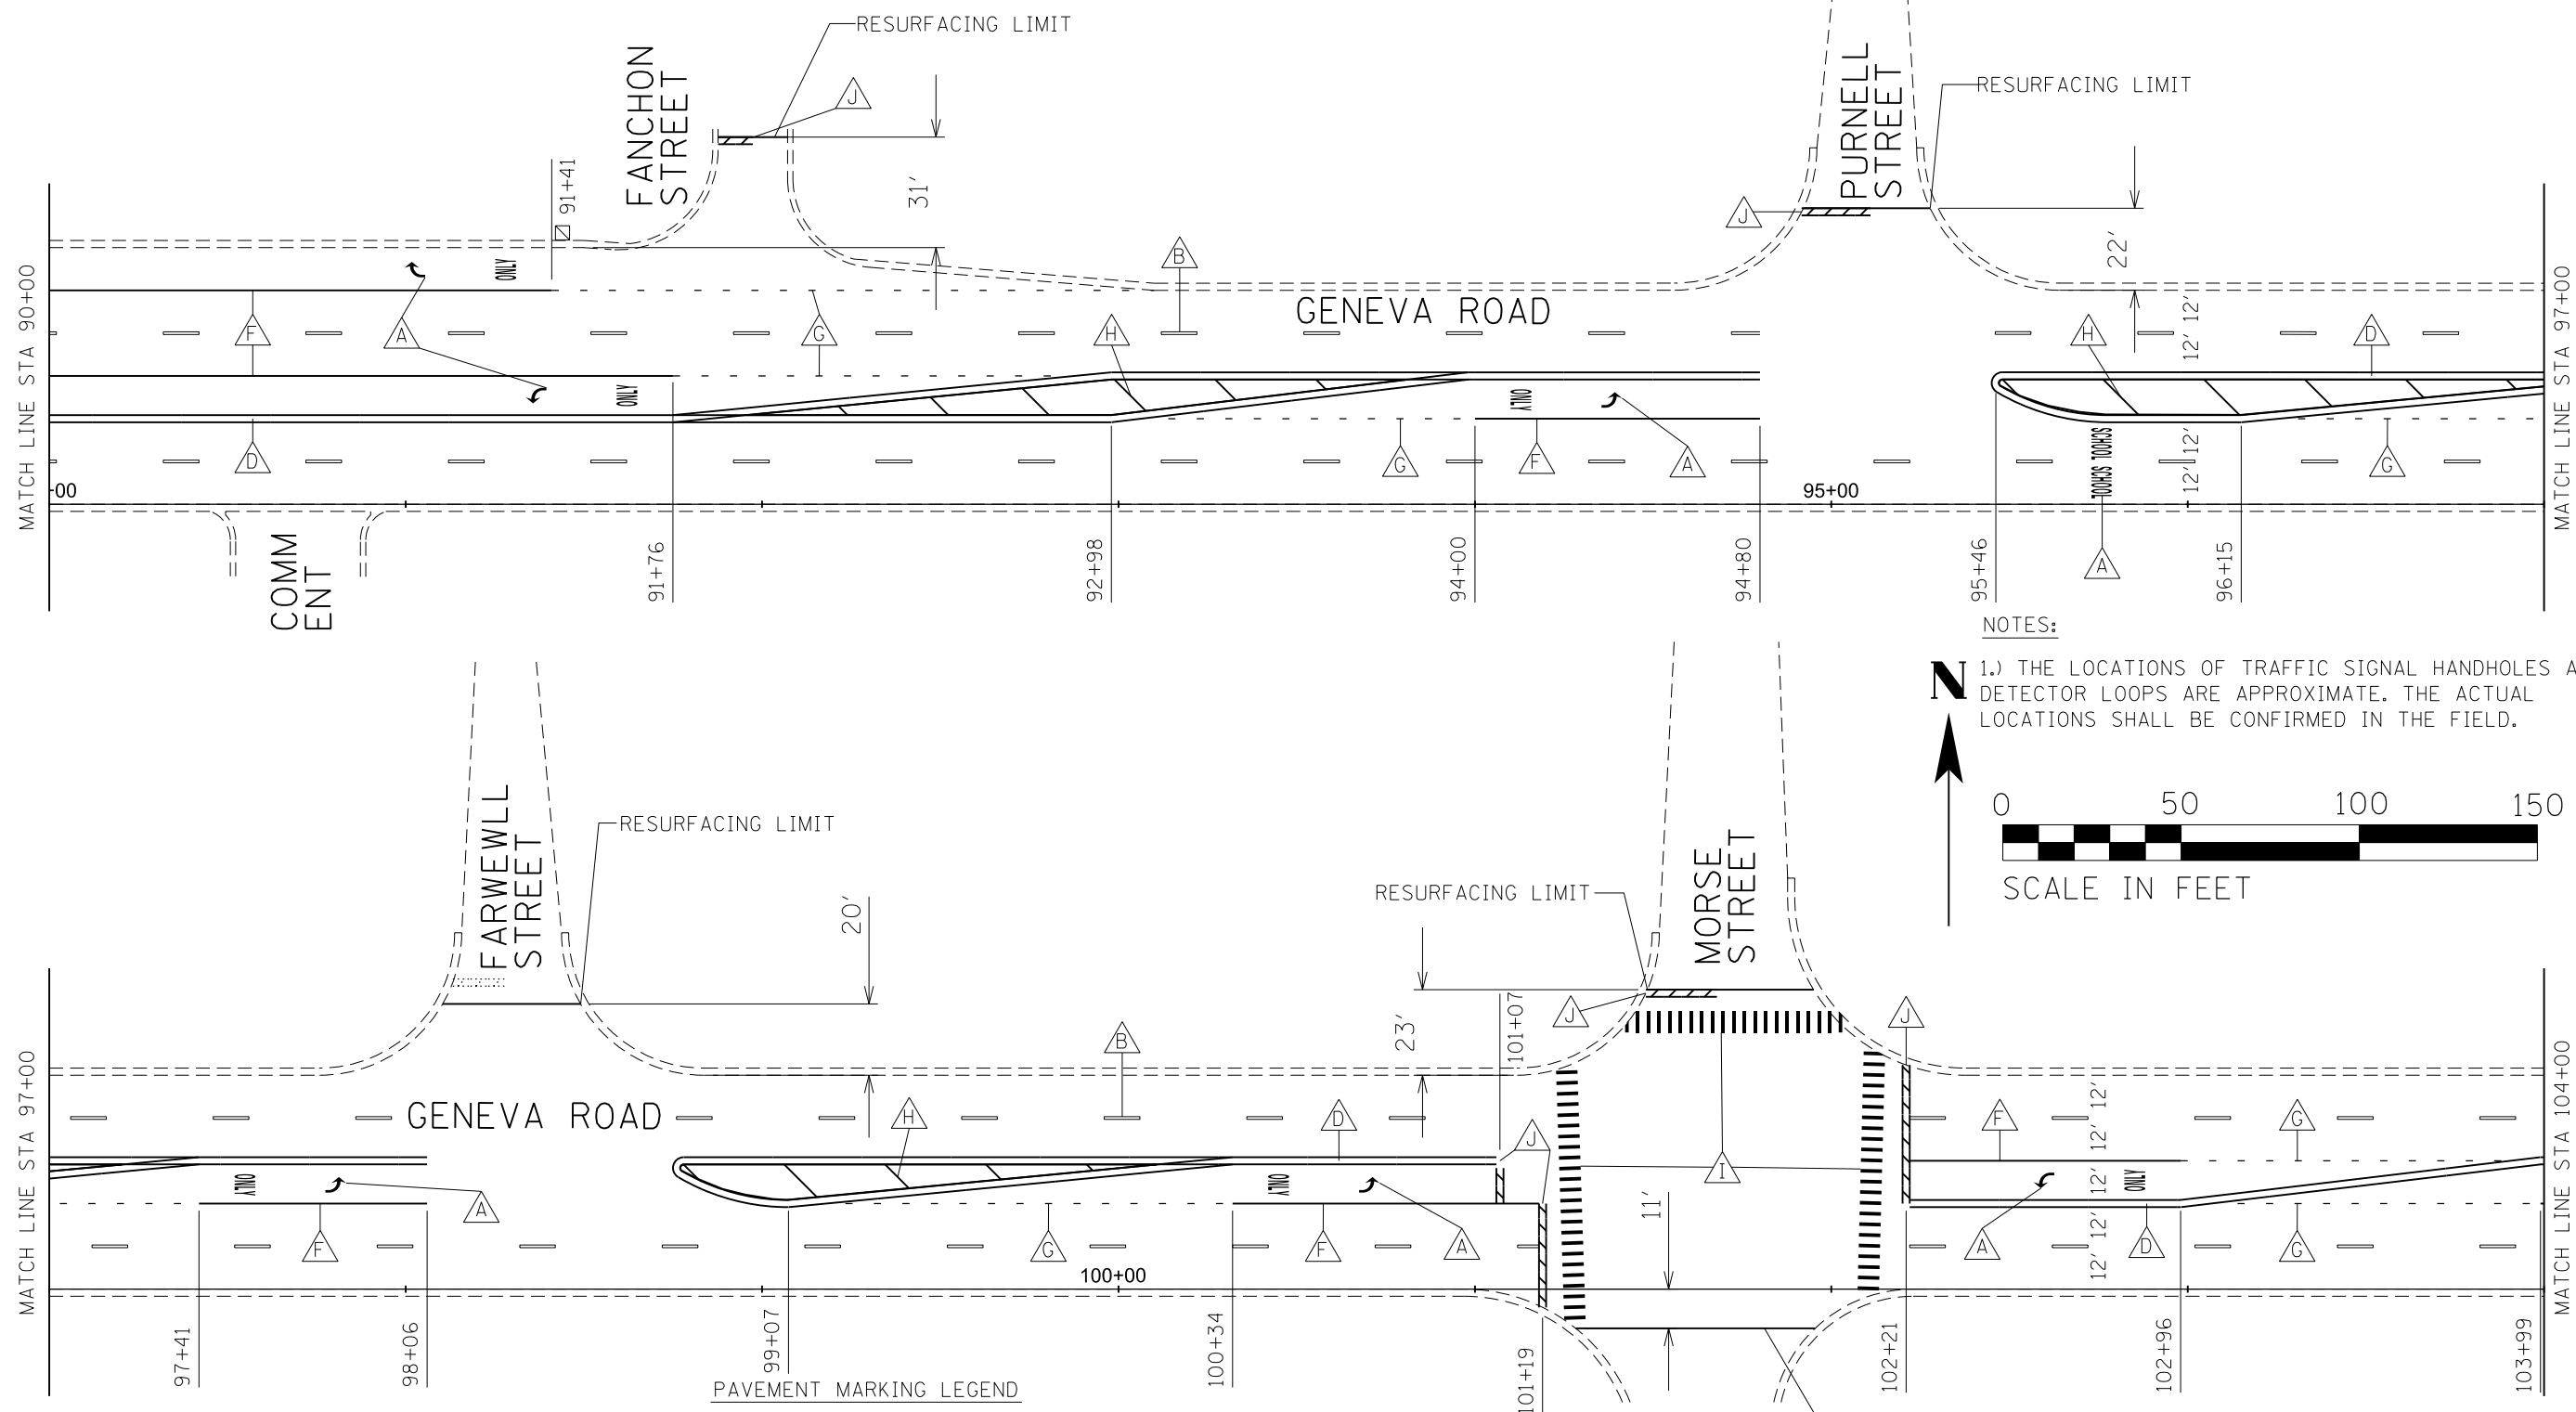 RESURFACING LIMIT
FANCHON
STREET
J
31'
91+41
PURNELL
STREET
RESURFACING LIMIT
J
22'
MATCH LINE STA 90+00
ONLY
F
A
G
H
B
GENEVA ROAD
H
12' 12'
D
MATCH LINE STA 97+00
ONLY
ONLY
D
G
F
A
SCHOOL SCHOOL
12' 12'
G
-00
95+00
COMM
ENT
91+76
92+98
94+00
94+80
95+46
96+15
A
NOTES:
N
1.) THE LOCATIONS OF TRAFFIC SIGNAL HANDHOLES A
DETECTOR LOOPS ARE APPROXIMATE. THE ACTUAL
LOCATIONS SHALL BE CONFIRMED IN THE FIELD.
0 50 100 150
SCALE IN FEET
FARWEWLL
STREET
RESURFACING LIMIT
20'
RESURFACING LIMIT
MORSE
STREET
23'
101+07
J
J
MATCH LINE STA 97+00
GENEVA ROAD
H
B
D
J
F
12' 12'
G
MATCH LINE STA 104+00
ONLY
A
ONLY
I
12'
ONLY
F
G
F
A
11'
A
12' 12'
D
G
100+00
97+41
98+06
99+07
100+34
101+19
102+21
102+96
103+99
PAVEMENT MARKING LEGEND